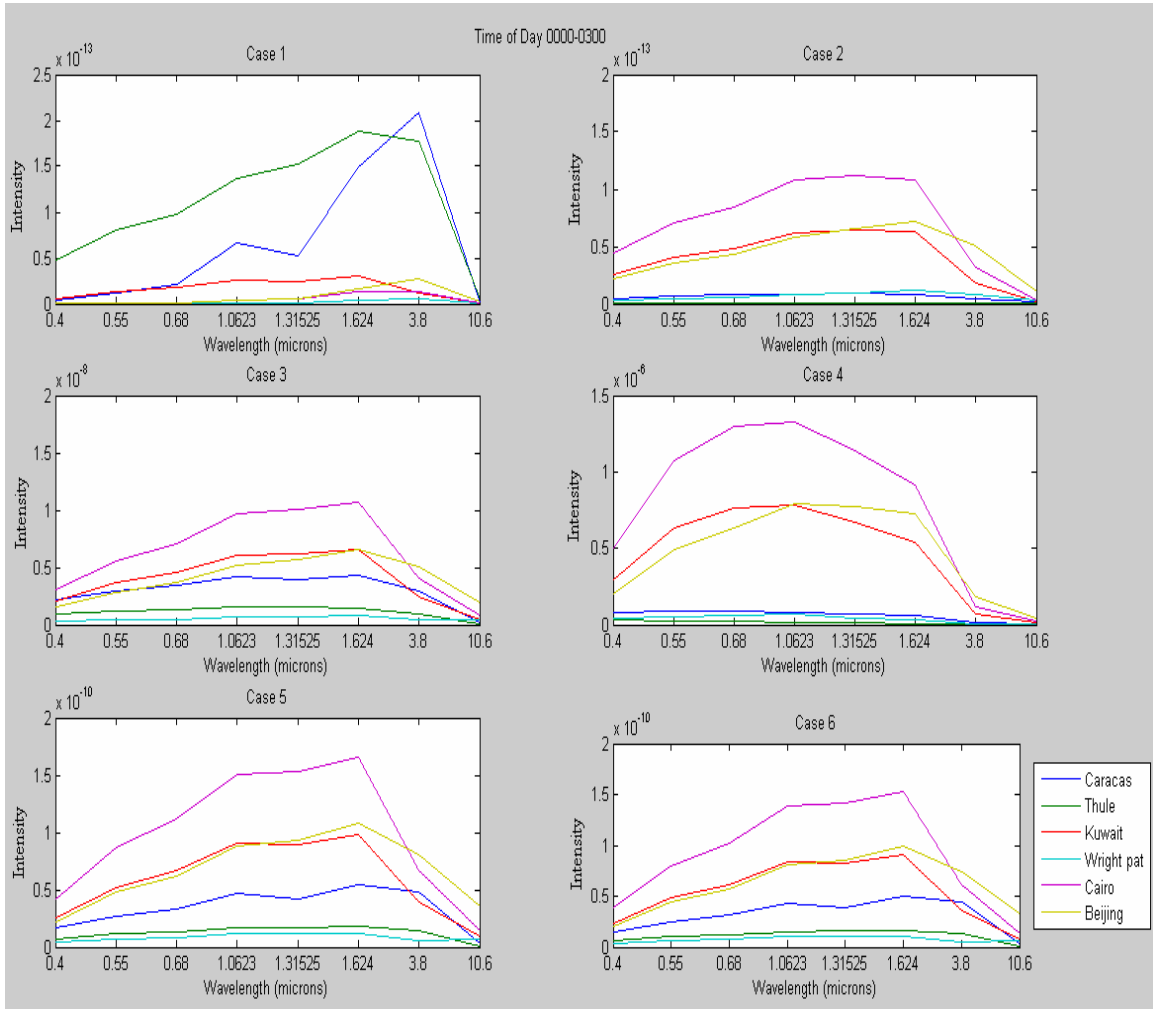 Time of Day 0000-0300
x 10^-13
Case 1
2.5
2
1.5
1
0.5
0
Intensity
0.4 0.55 0.68 1.0623 1.31525 1.624 3.8 10.6
Wavelength (microns)
x 10^-13
Case 2
2
1.5
1
0.5
0
Intensity
0.4 0.55 0.68 1.0623 1.31525 1.624 3.8 10.6
Wavelength (microns)
x 10^-8
Case 3
2
1.5
1
0.5
0
Intensity
0.4 0.55 0.68 1.0623 1.31525 1.624 3.8 10.6
Wavelength (microns)
x 10^-6
Case 4
1.5
1
0.5
0
Intensity
0.4 0.55 0.68 1.0623 1.31525 1.624 3.8 10.6
Wavelength (microns)
x 10^-10
Case 5
2
1.5
1
0.5
0
Intensity
0.4 0.55 0.68 1.0623 1.31525 1.624 3.8 10.6
Wavelength (microns)
x 10^-10
Case 6
2
1.5
1
0.5
0
Intensity
0.4 0.55 0.68 1.0623 1.31525 1.624 3.8 10.6
Wavelength (microns)
Caracas
Thule
Kuwait
Wright pat
Cairo
Beijing